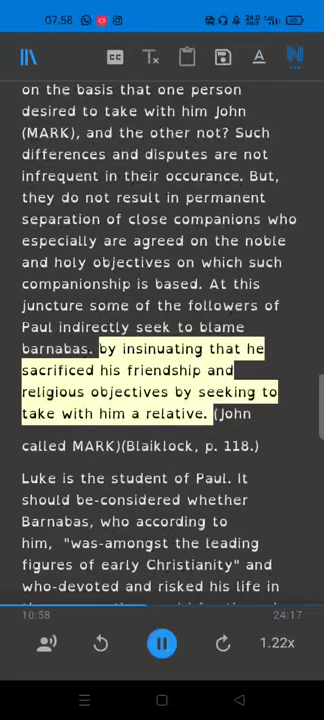 07.58
CC
on the basis that one person
desired to take with him John
(MARK), and the other not? Such
differences and disputes are not
infrequent in their occurance. But,
they do not result in permanent
separation of close companions who
especially are agreed on the noble
and holy objectives on which such
companionship is based. At this
juncture some of the followers of
Paul indirectly seek to blame
barnabas. by insinuating that he
sacrificed his friendship and
religious objectives by seeking to
take with him a relative. (John
called MARK)(Blaiklock, p. 118.)
Luke is the student of Paul. It
should be-considered whether
Barnabas, who according to
him, "was-amongst the leading
figures of early Christianity" and
who-devoted and risked his life in
10:58 24:17
1.22x